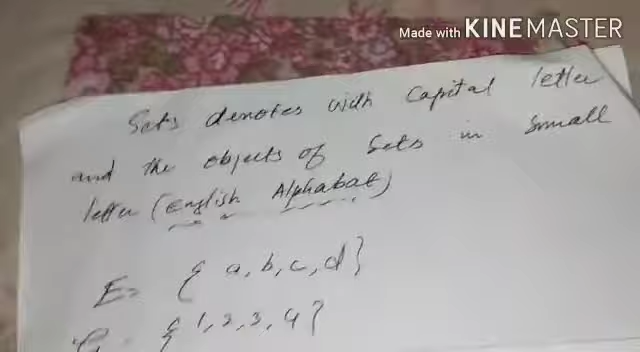 Made with KINEMASTER
Sets denotes with Capital letter
and the objects of Sets in Small
letter (English Alphabat)
E = { a, b, c, d }
= { 1, 2, 3, 4 }